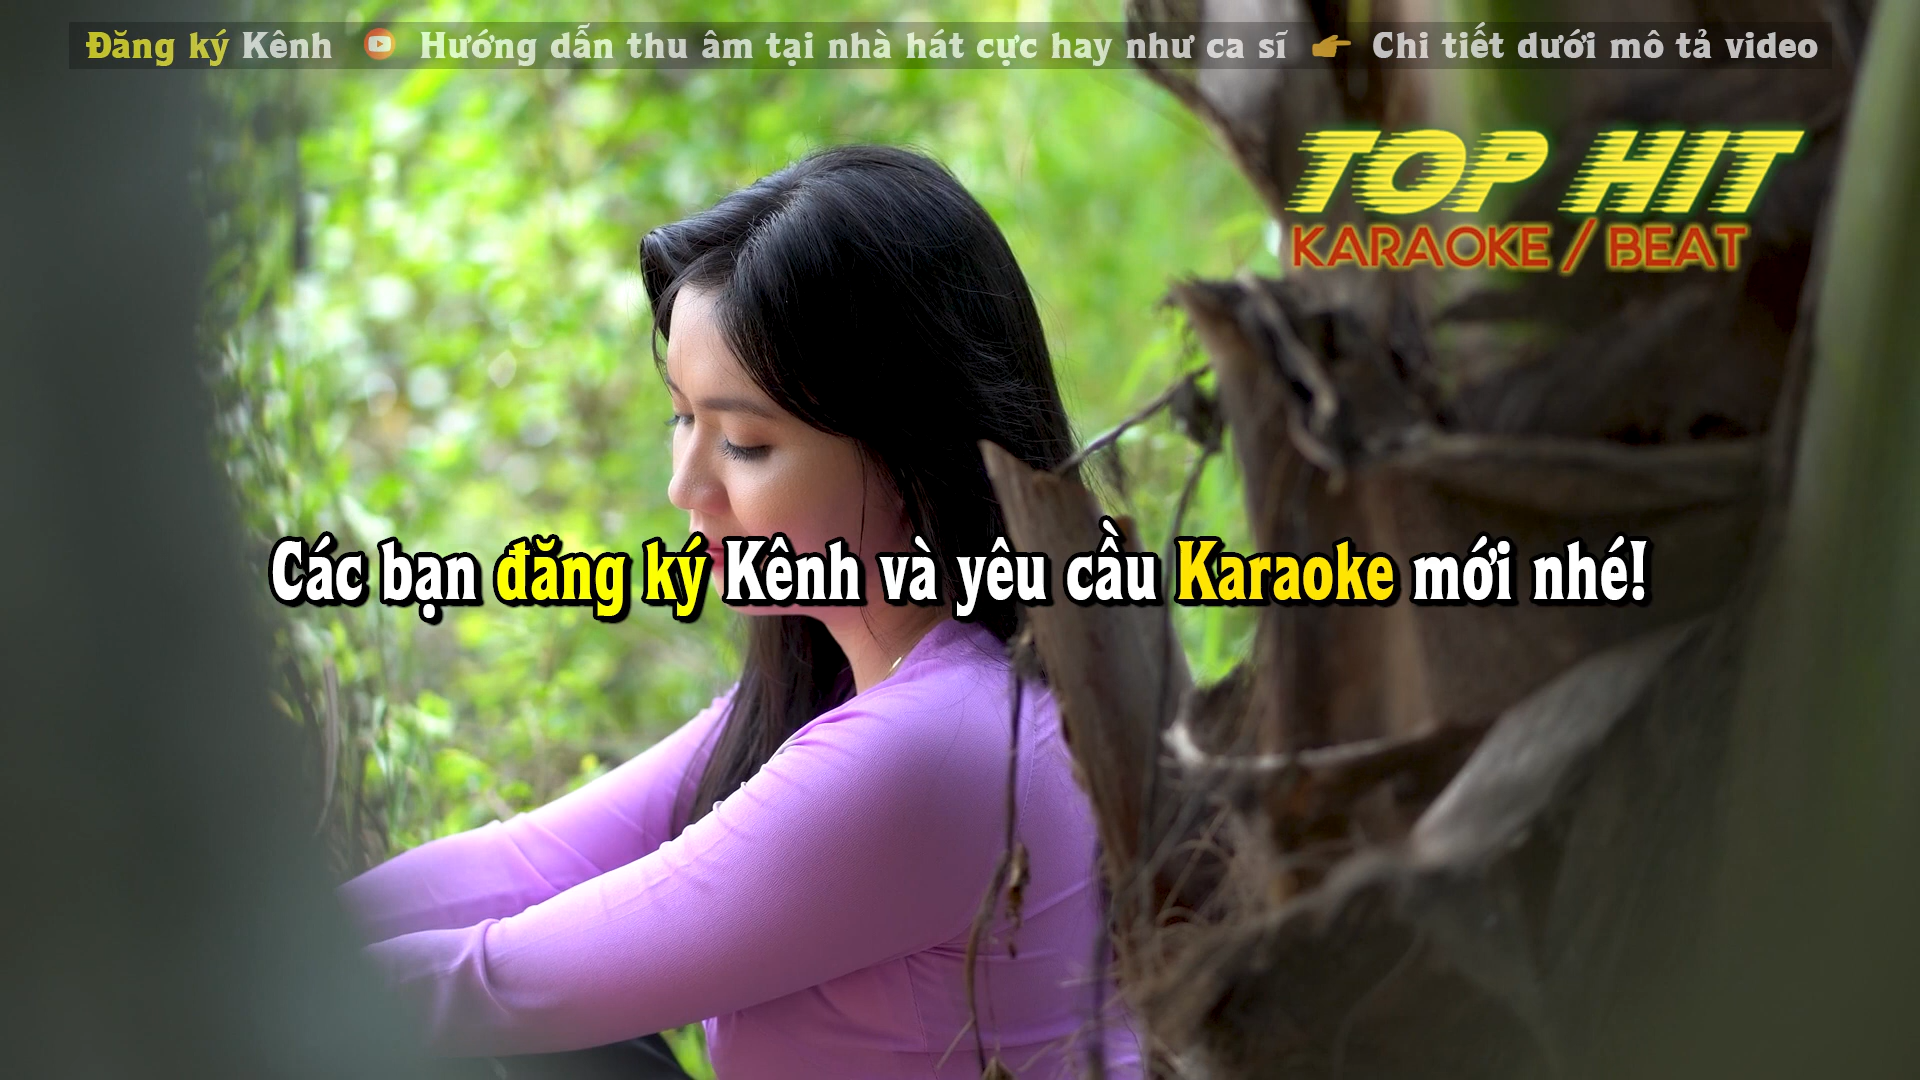 Đăng ký Kênh Hướng dẫn thu âm tại nhà hát cực hay như ca sĩ 👉 Chi tiết dưới mô tả video
TOP HIT
KARAOKE / BEAT
Các bạn đăng ký Kênh và yêu cầu Karaoke mới nhé!